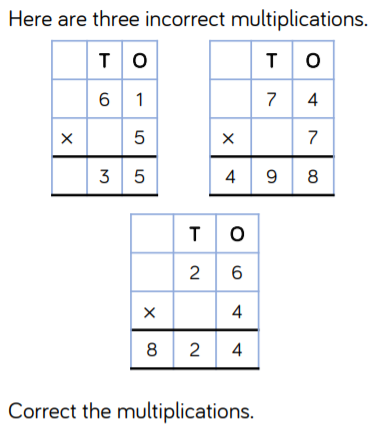 Here are three incorrect multiplications.
T O
6 1
× 5
3 5
T O
7 4
× 7
4 9 8
T O
2 6
× 4
8 2 4
Correct the multiplications.